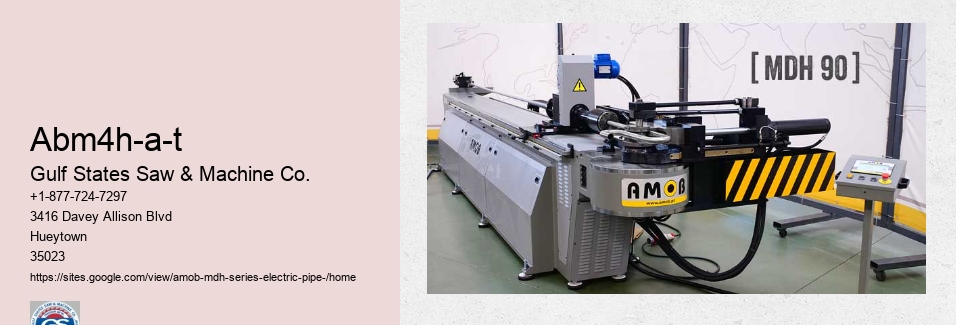 Abm4h-a-t
Gulf States Saw & Machine Co.
+1-877-724-7297
3416 Davey Allison Blvd
Hueytown
35023
https://sites.google.com/view/amob-mdh-series-electric-pipe-/home
[MDH 90]
AMOB
AMOB
www.amob.pt